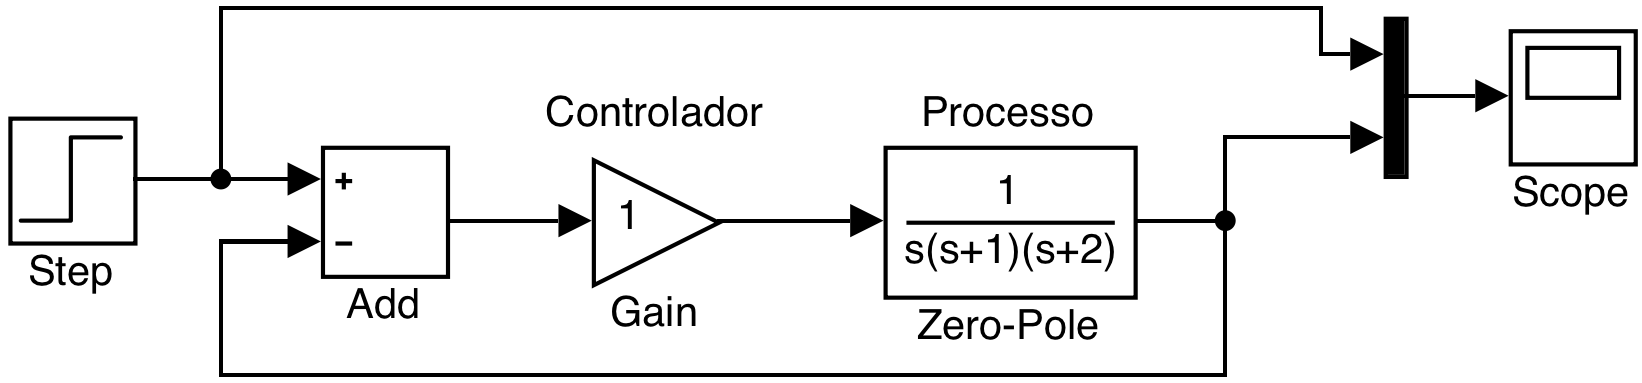 Step
+
−
Add
Controlador
1
Gain
Processo
1
s(s+1)(s+2)
Zero-Pole
Scope